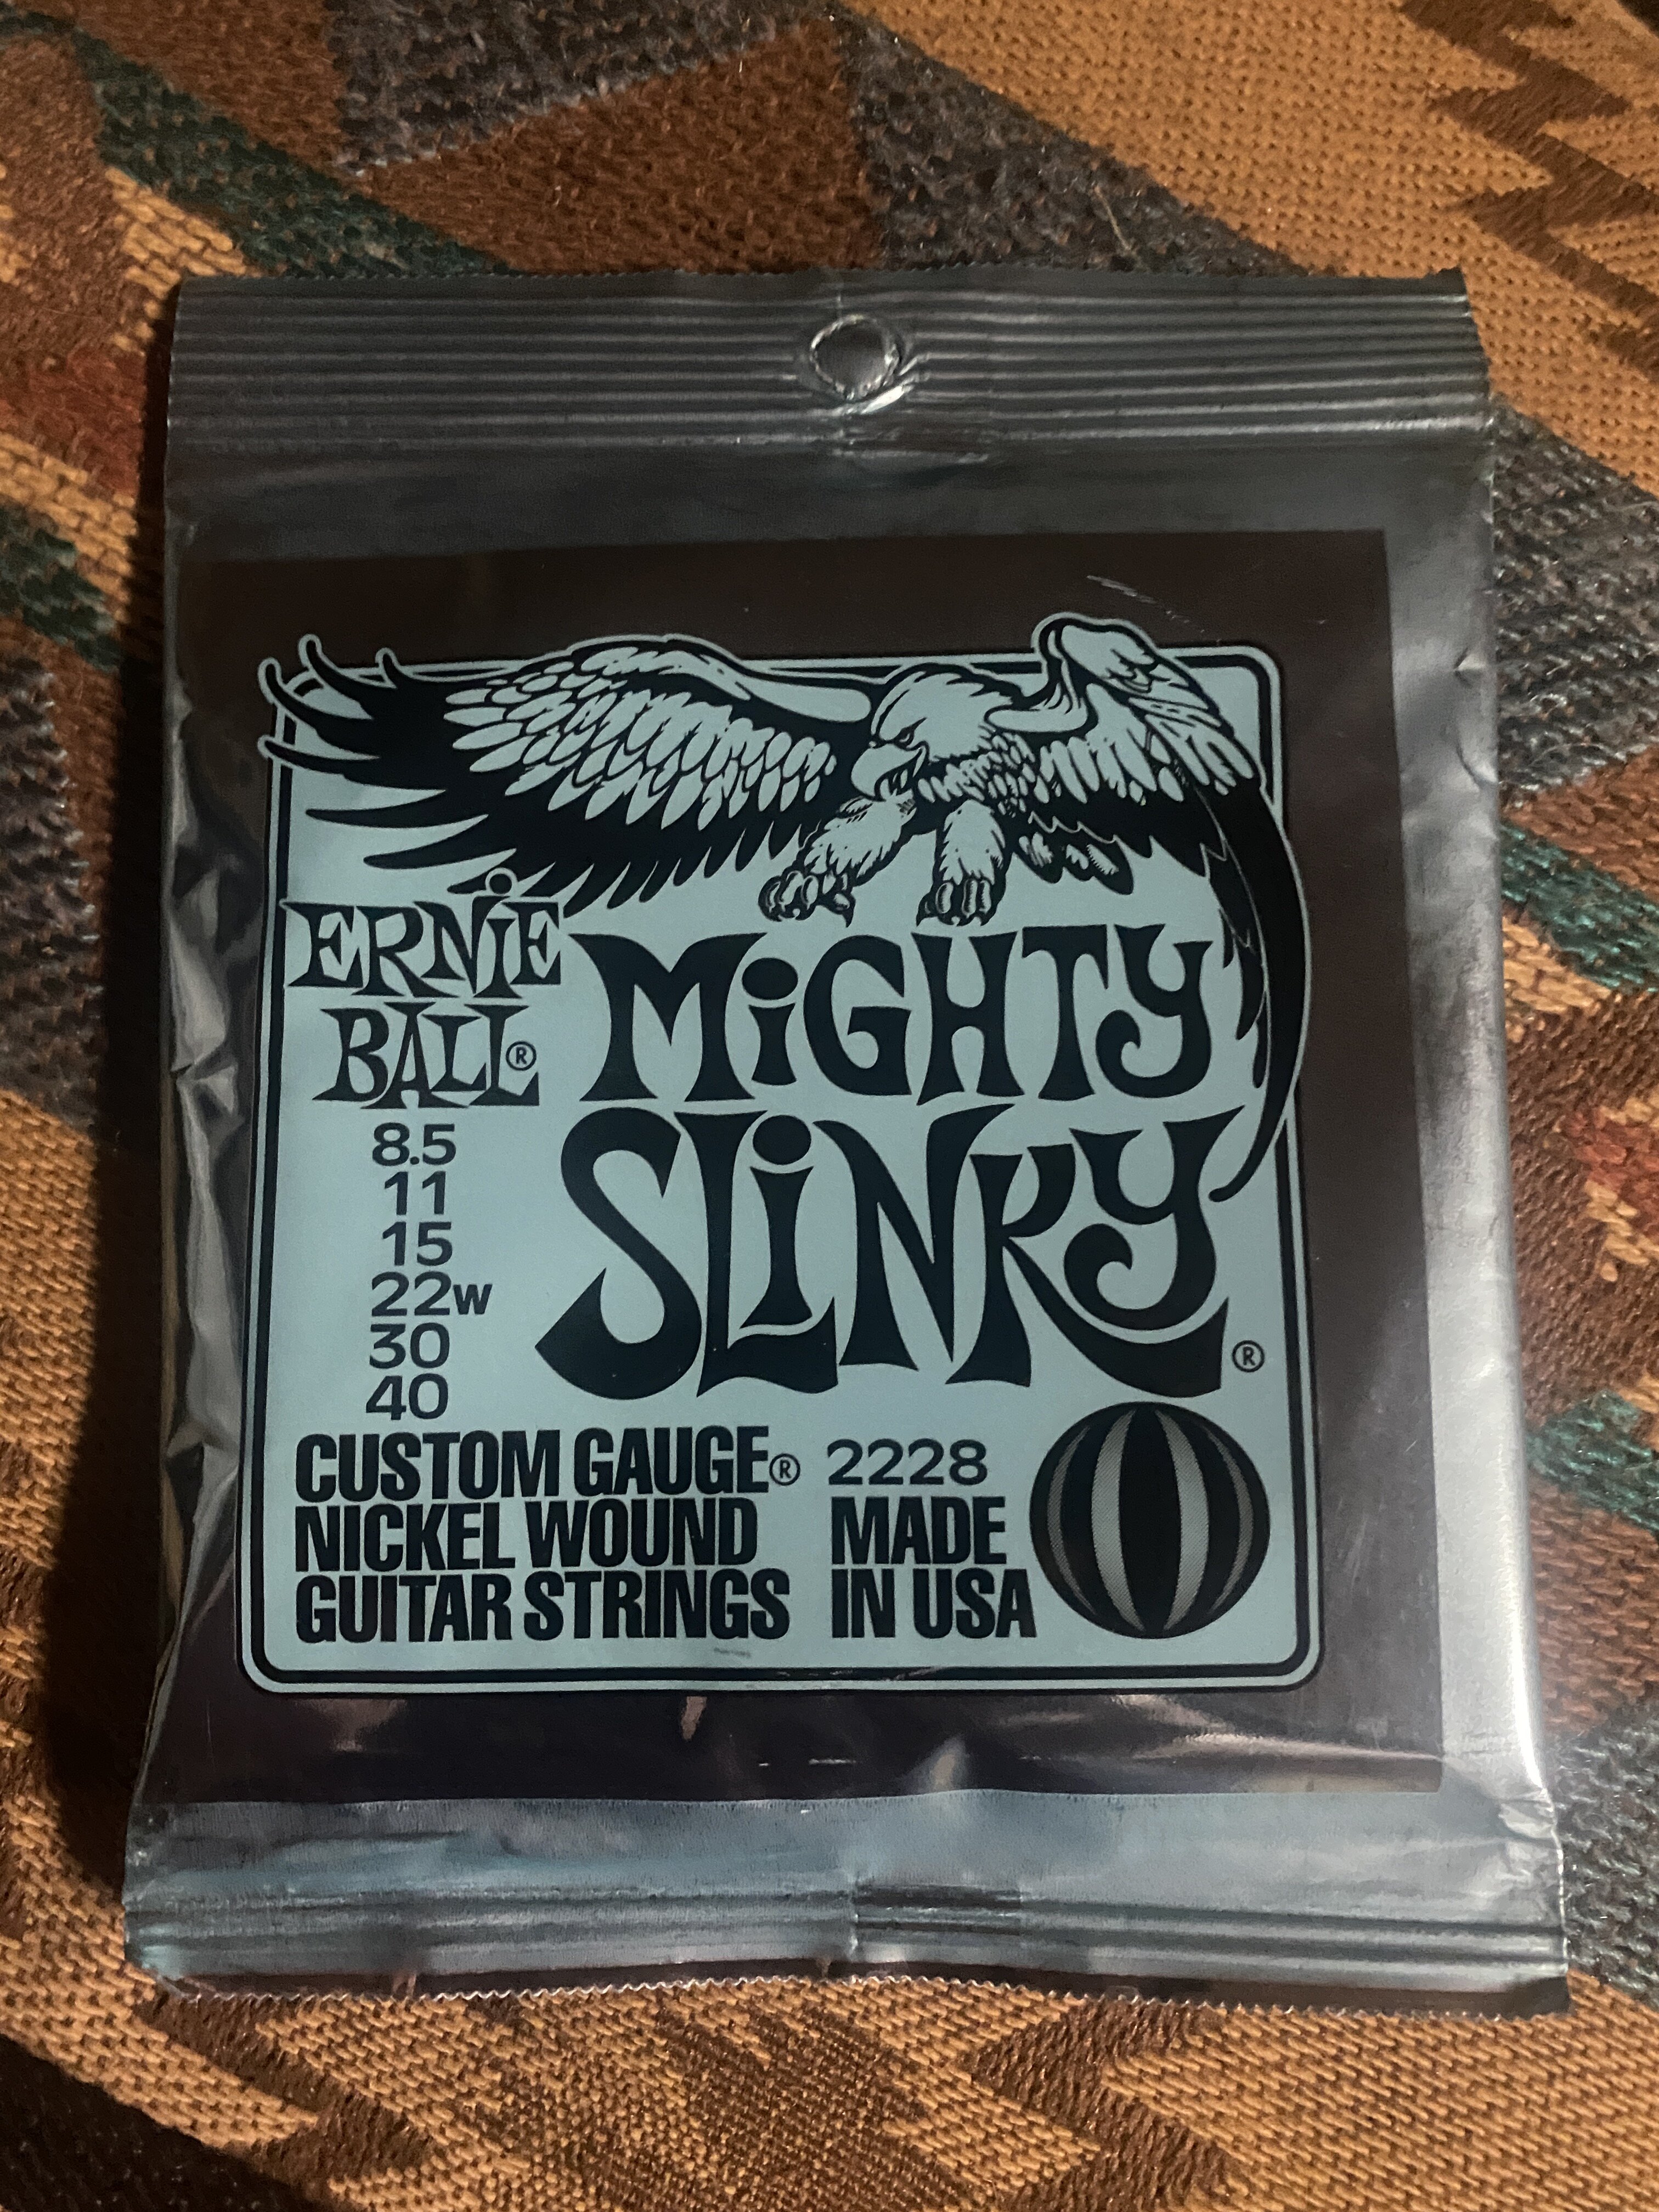 ERNiE
BALL®
MiGHTY
SLiNKY®
8.5
11
15
22w
30
40
CUSTOM GAUGE®
NICKEL WOUND
GUITAR STRINGS
2228
MADE
IN USA